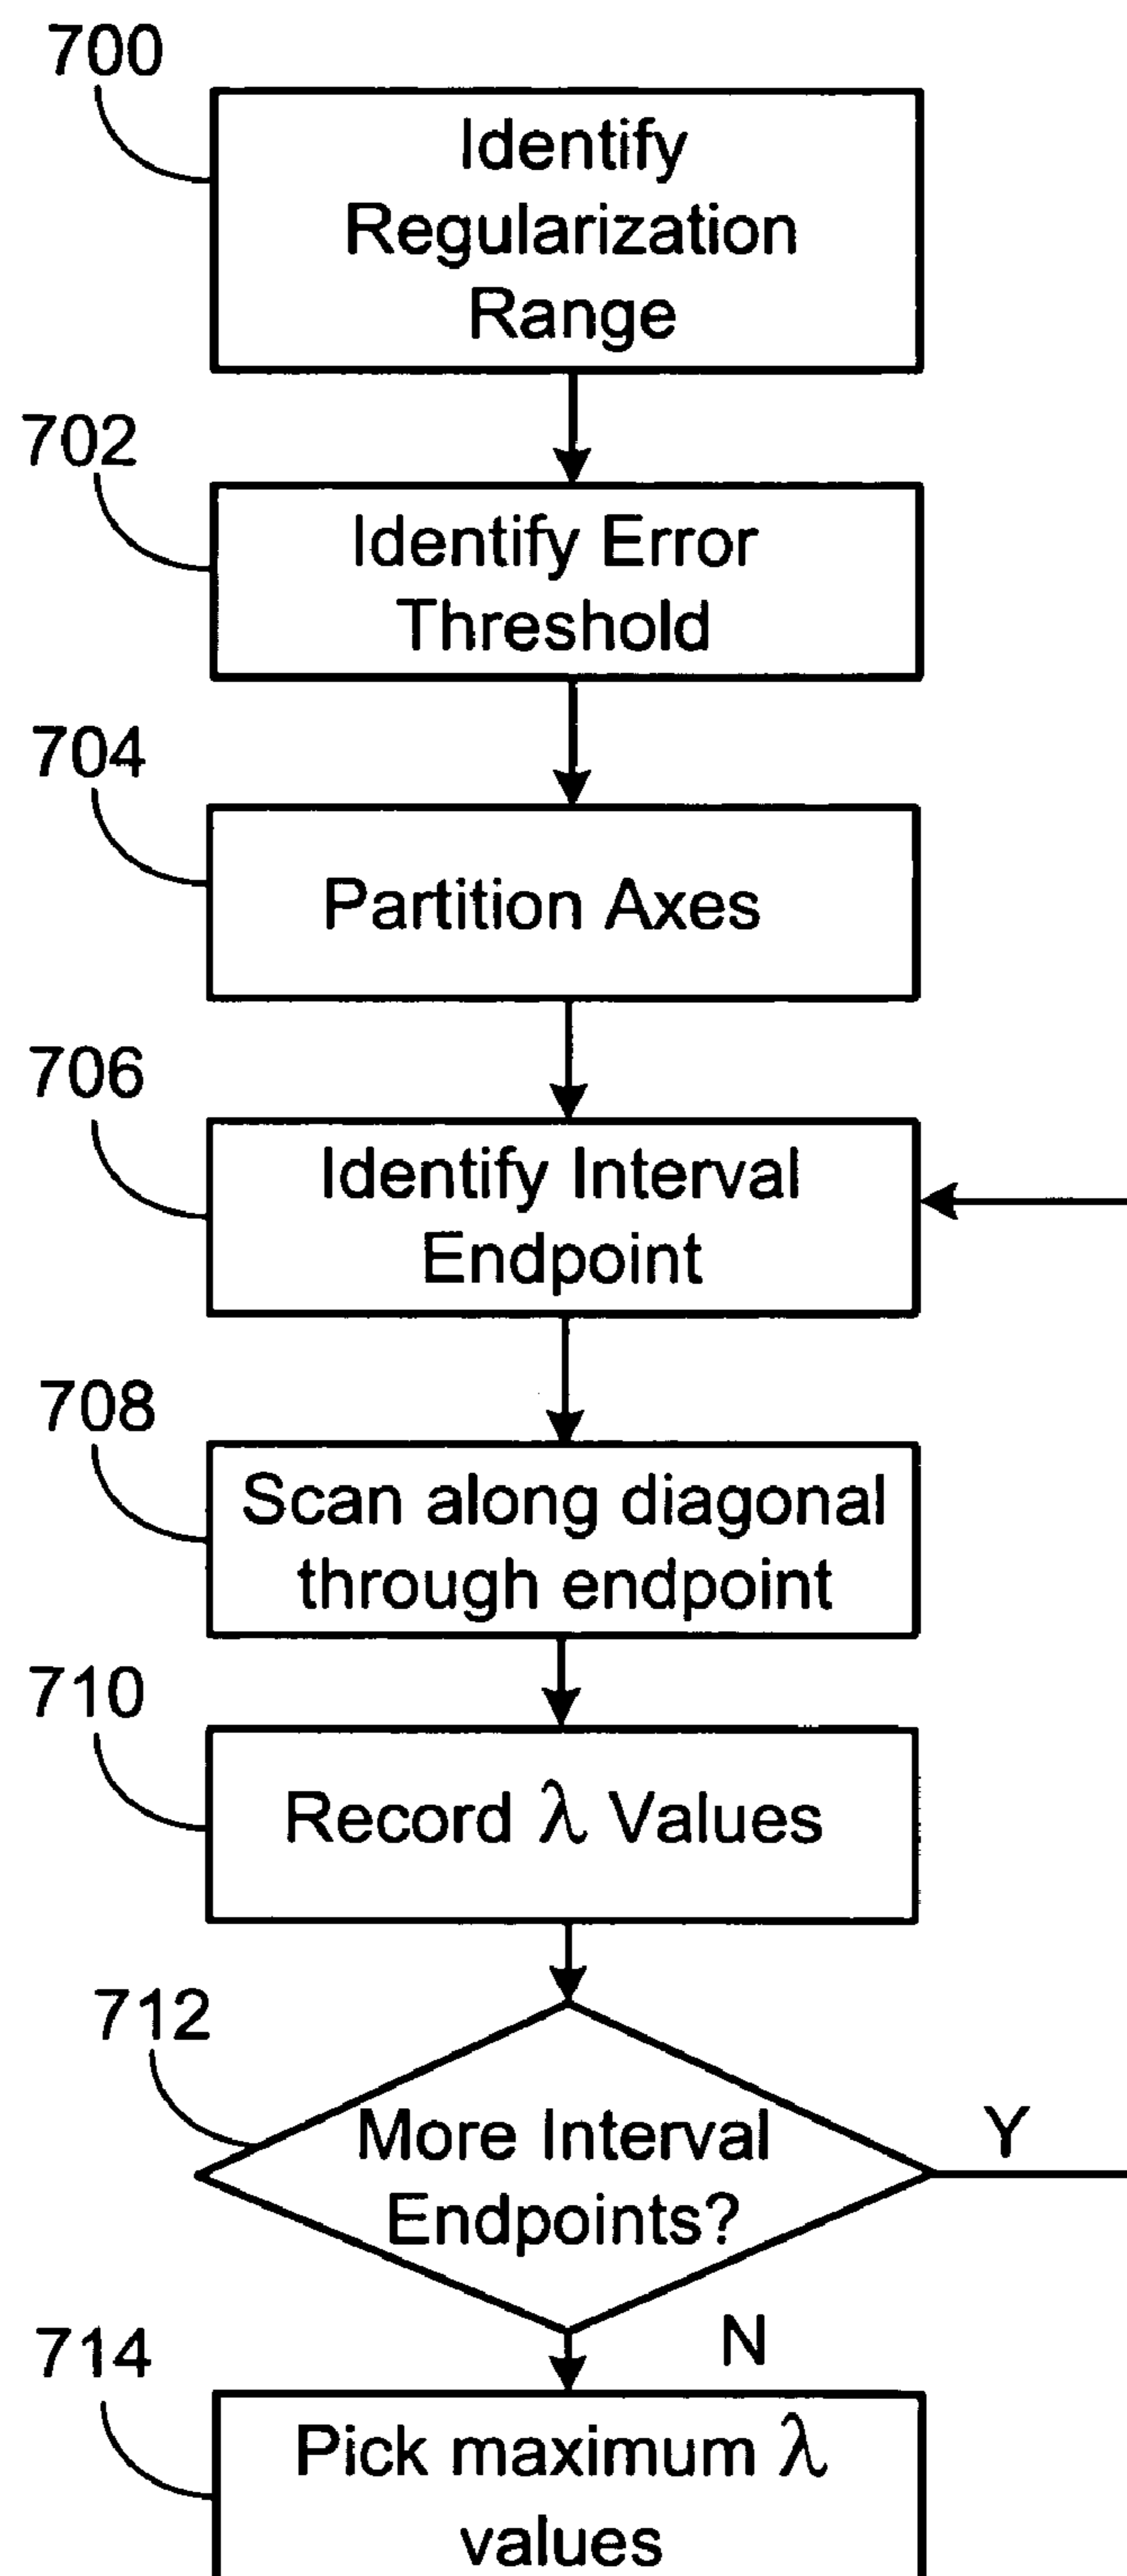 700
Identify
Regularization
Range
702
Identify Error
Threshold
704
Partition Axes
706
Identify Interval
Endpoint
708
Scan along diagonal
through endpoint
710
Record λ Values
712
More Interval
Endpoints?
Y
N
714
Pick maximum λ
values